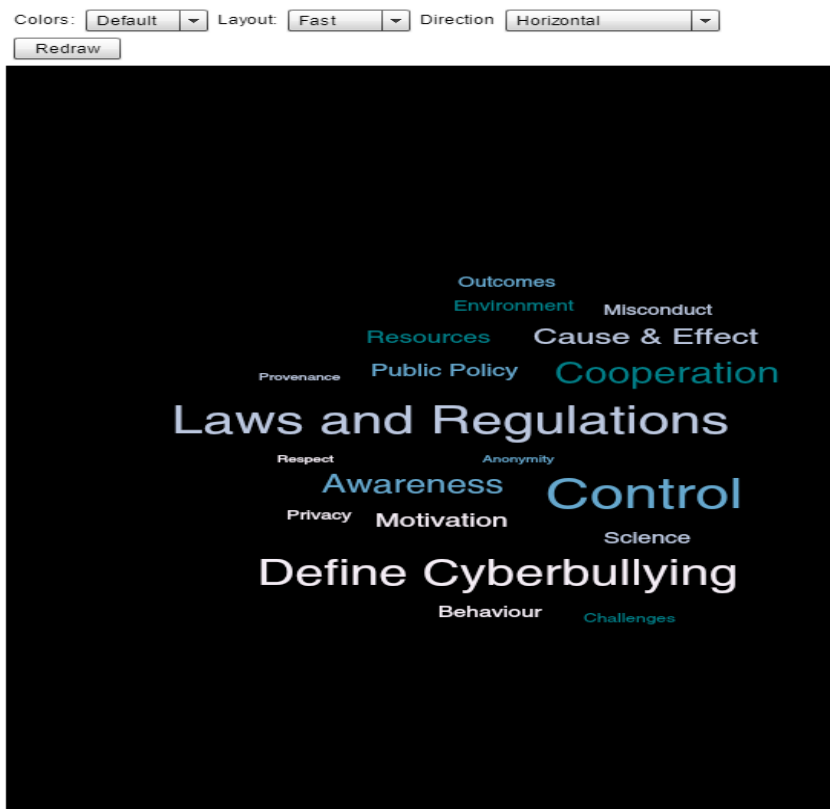 Colors: Default Layout: Fast Direction Horizontal
Redraw
Outcomes
Environment Misconduct
Resources Cause & Effect
Provenance Public Policy Cooperation
Laws and Regulations
Respect Anonymity
Awareness Control
Privacy Motivation
Science
Define Cyberbullying
Behaviour Challenges